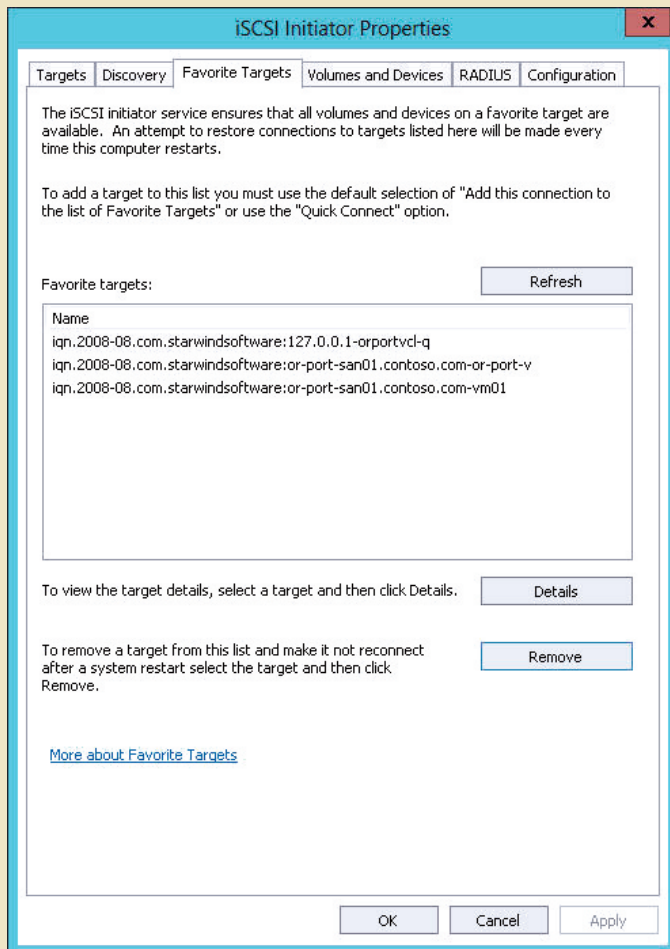 iSCSI Initiator Properties
x
Targets Discovery Favorite Targets Volumes and Devices RADIUS Configuration
The iSCSI initiator service ensures that all volumes and devices on a favorite target are
available.  An attempt to restore connections to targets listed here will be made every
time this computer restarts.
To add a target to this list you must use the default selection of "Add this connection to
the list of Favorite Targets" or use the "Quick Connect" option.
Favorite targets:
Refresh
Name
iqn.2008-08.com.starwindsoftware:127.0.0.1-orportvcl-q
iqn.2008-08.com.starwindsoftware:or-port-san01.contoso.com-or-port-v
iqn.2008-08.com.starwindsoftware:or-port-san01.contoso.com-vm01
To view the target details, select a target and then click Details.
Details
To remove a target from this list and make it not reconnect
after a system restart select the target and then click
Remove.
Remove
More about Favorite Targets
OK Cancel Apply